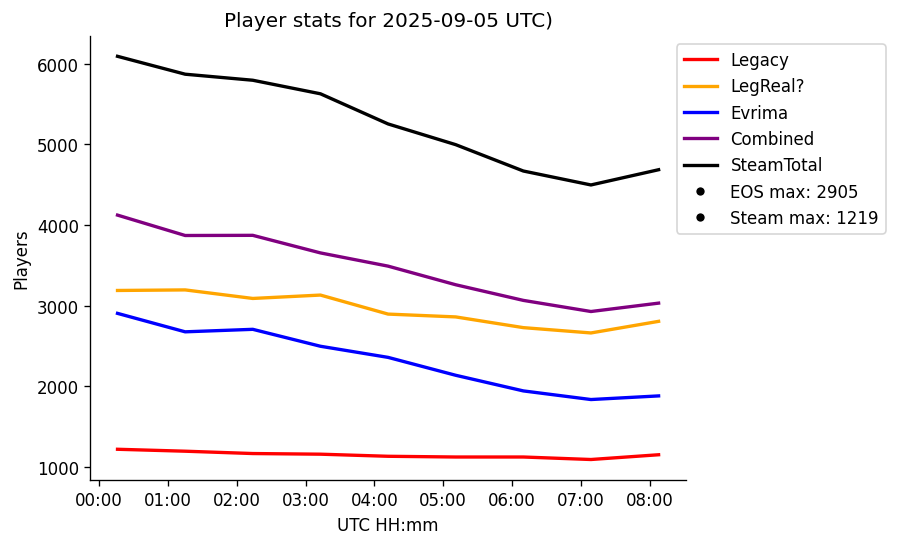 Player stats for 2025-09-05 UTC)
Legacy
LegReal?
Evrima
Combined
SteamTotal
EOS max: 2905
Steam max: 1219
Players
6000
5000
4000
3000
2000
1000
00:00 01:00 02:00 03:00 04:00 05:00 06:00 07:00 08:00
UTC HH:mm